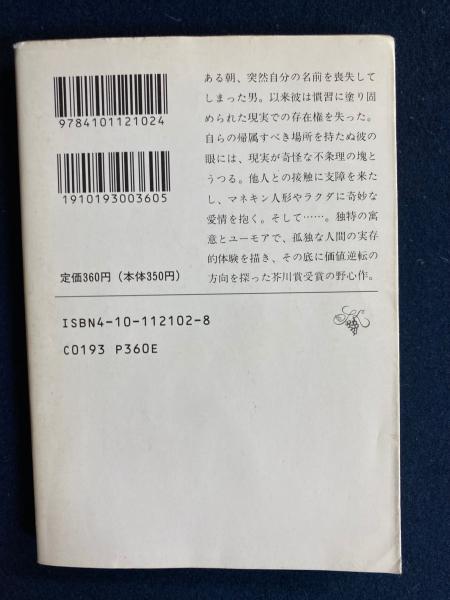 9784101121024
1910193003605
定価360円（本体350円）
ある朝、突然自分の名前を喪失して
しまった男。以来彼は慣習に塗り固
められた現実での存在権を失った。
自らの帰属すべき場所を持たぬ彼の
眼には、現実が奇怪な不条理の塊と
うつる。他人との接触に支障を来た
し、マネキン人形やラクダに奇妙な
愛情を抱く。そして……。独特の寓
意とユーモアで、孤独な人間の実存
的体験を描き、その底に価値逆転の
方向を探った芥川賞受賞の野心作。
ISBN4-10-112102-8
C0193 P360E